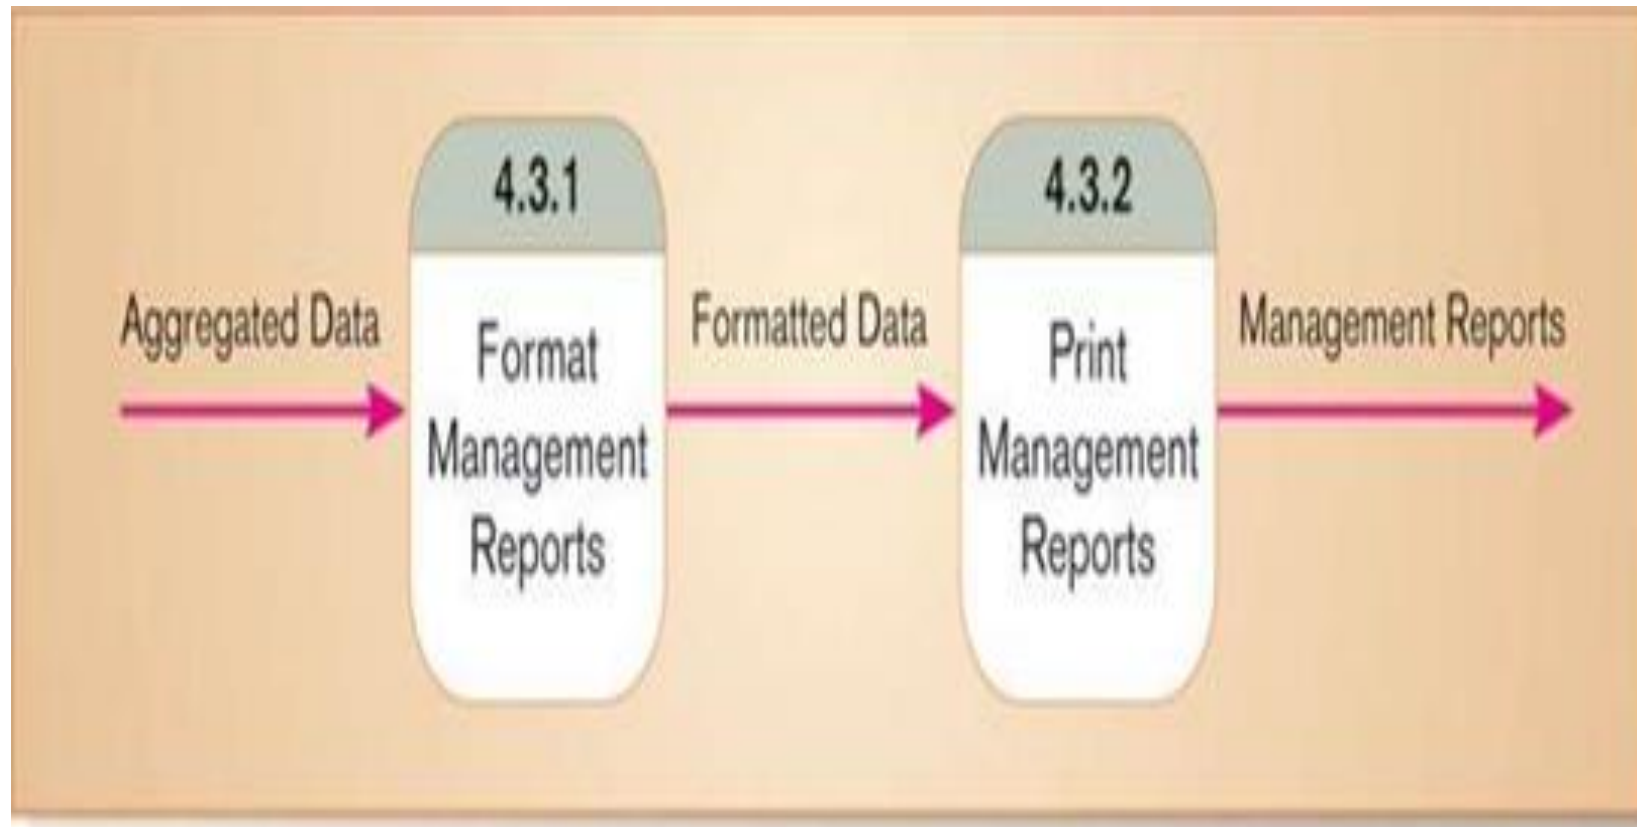 4.3.1
4.3.2
Aggregated Data
Format
Management
Reports
Formatted Data
Print
Management
Reports
Management Reports